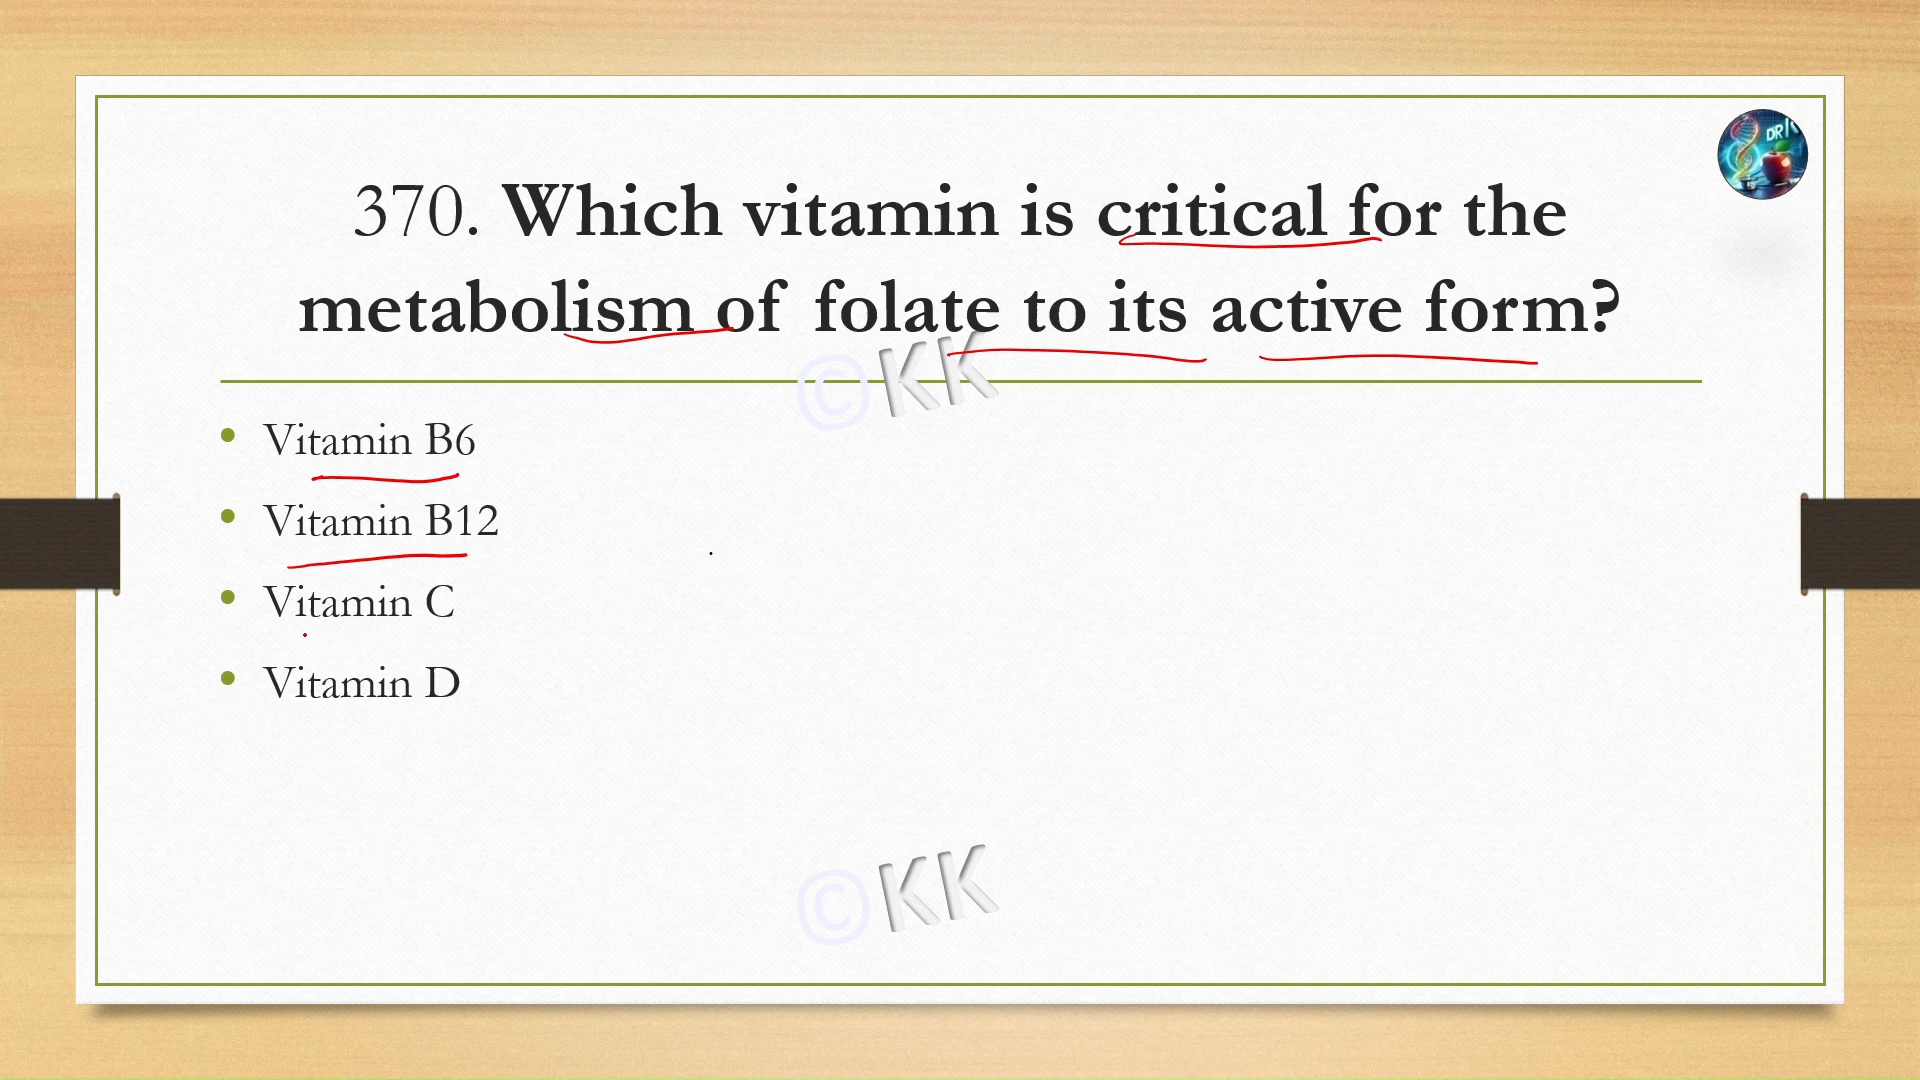 370. Which vitamin is critical for the
metabolism of folate to its active form?
©KK
Vitamin B6
Vitamin B12
Vitamin C
Vitamin D
©KK